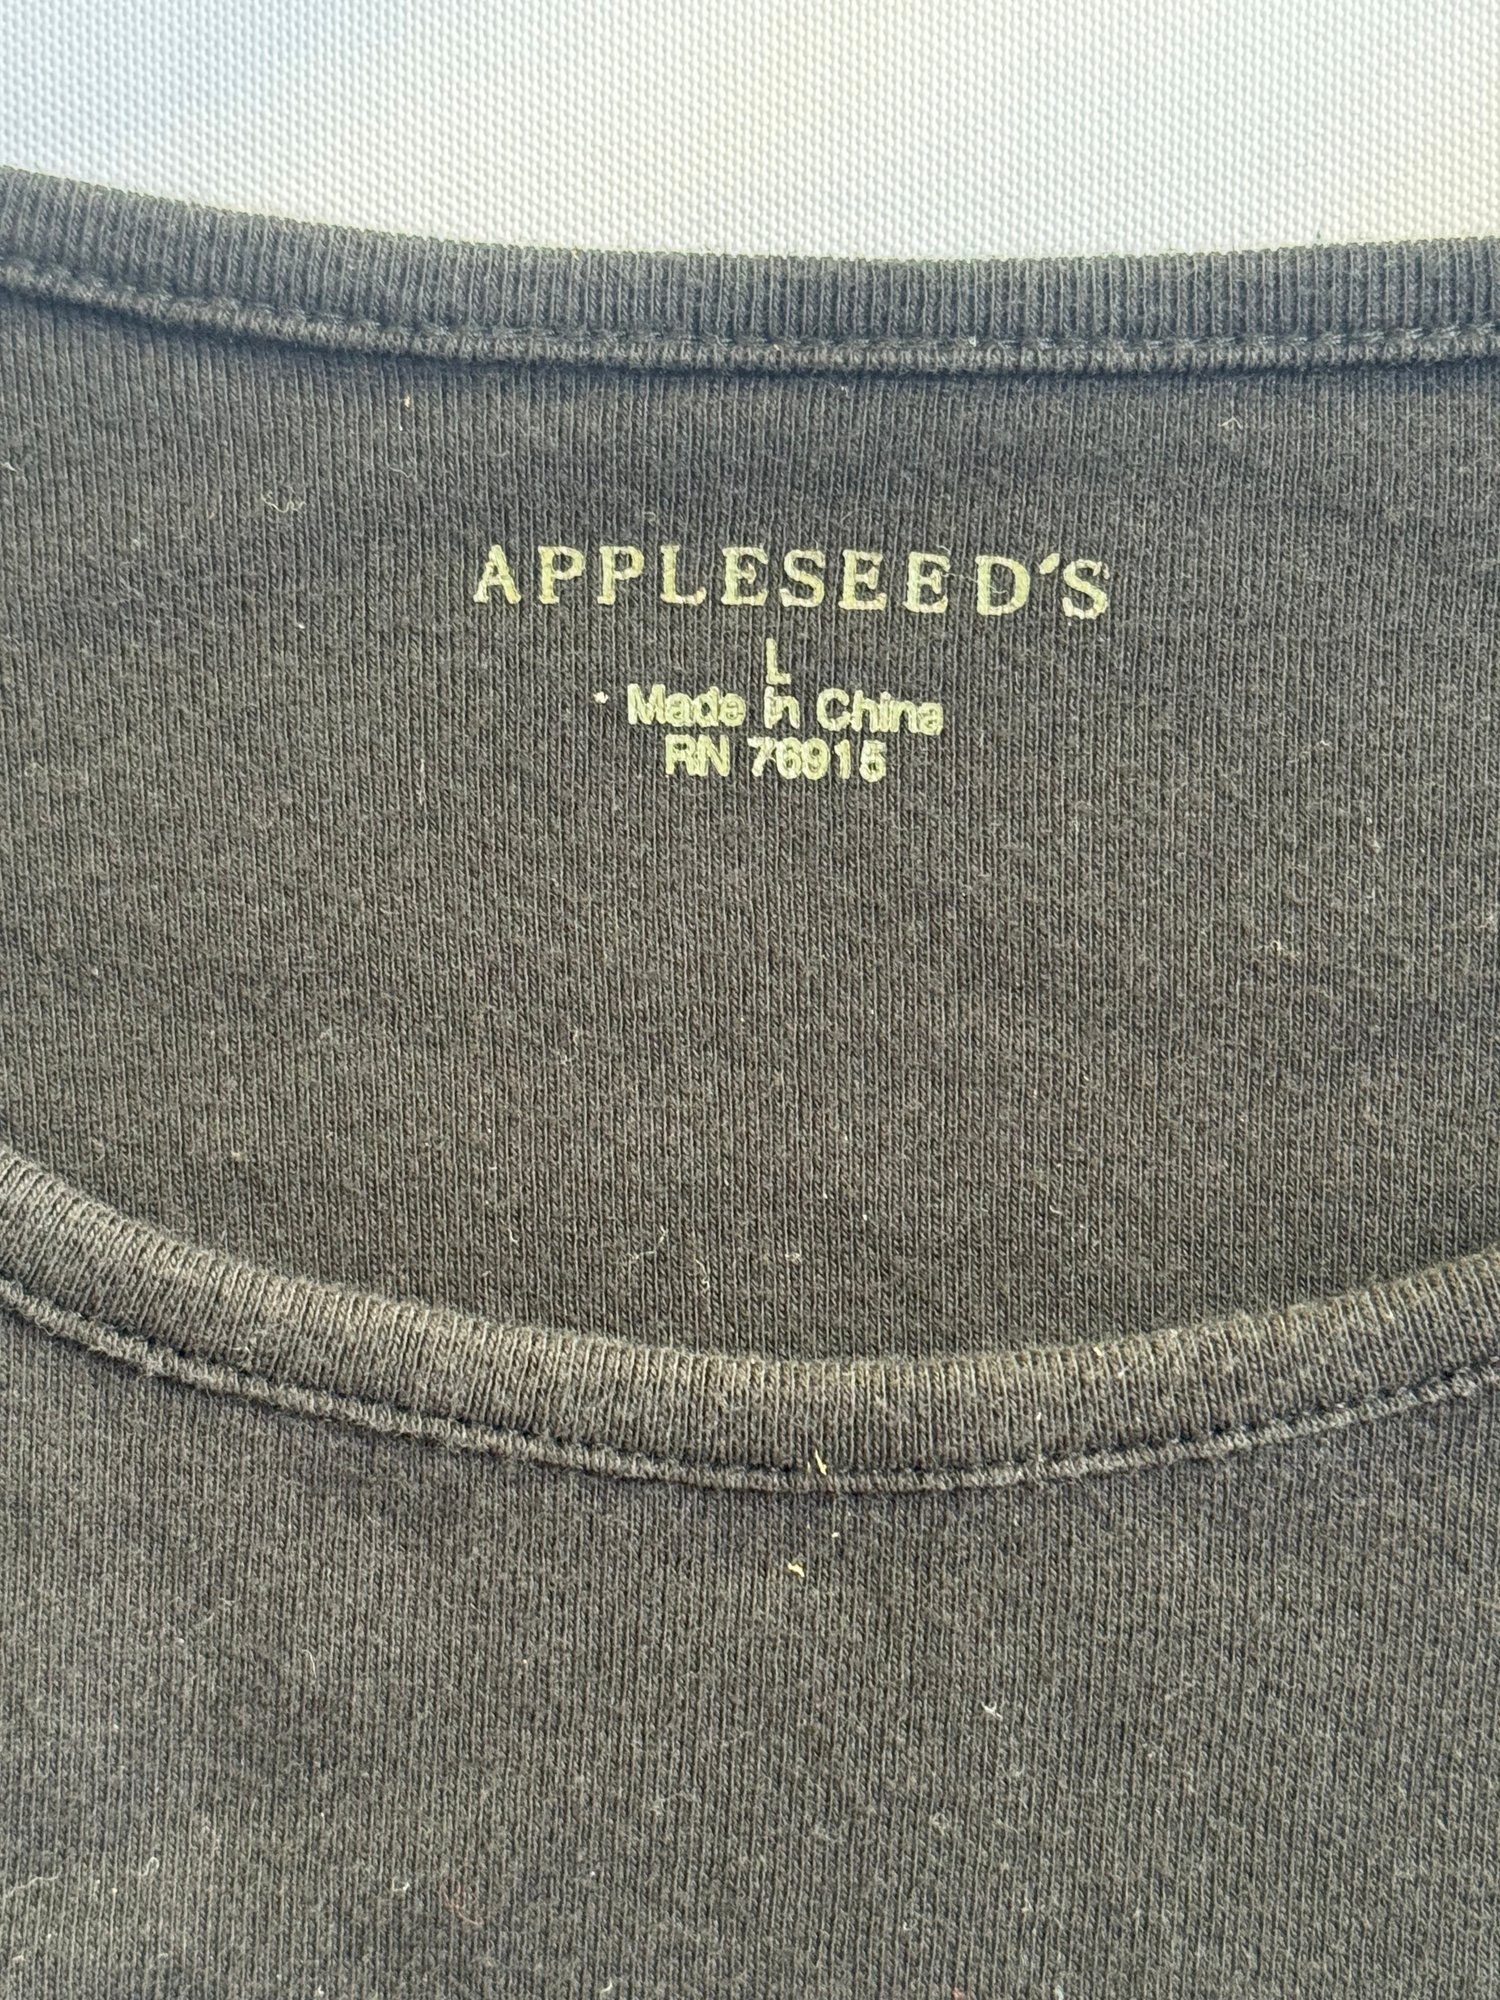 APPLESEED'S
L
Made in China
RN 76915